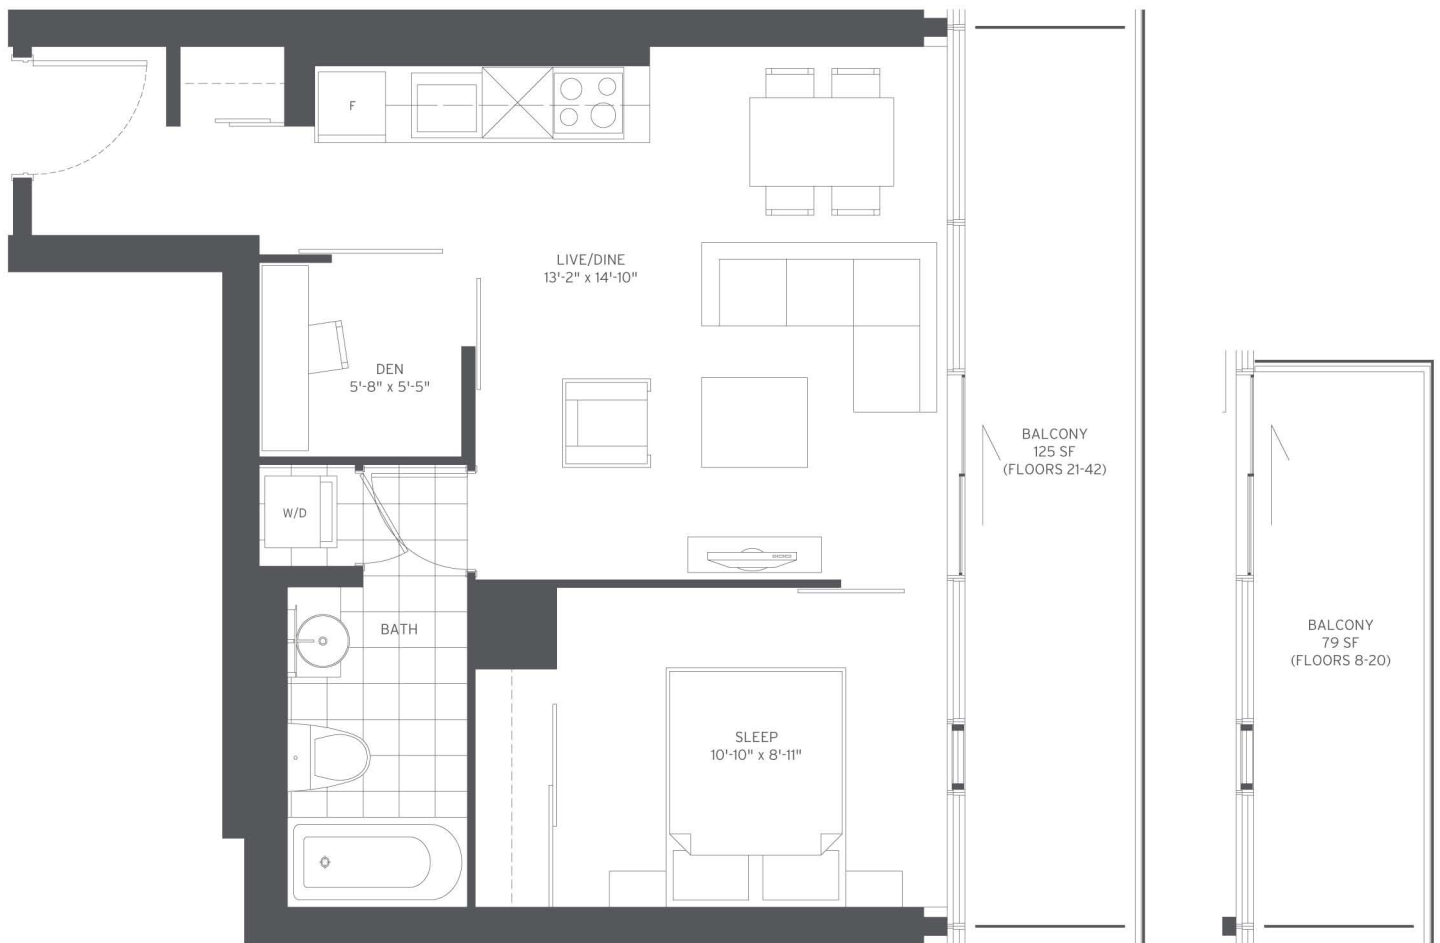 F
LIVE/DINE
13'-2" x 14'-10"
DEN
5'-8" x 5'-5"
BALCONY
125 SF
(FLOORS 21-42)
W/D
BATH
BALCONY
79 SF
(FLOORS 8-20)
SLEEP
10'-10" x 8'-11"